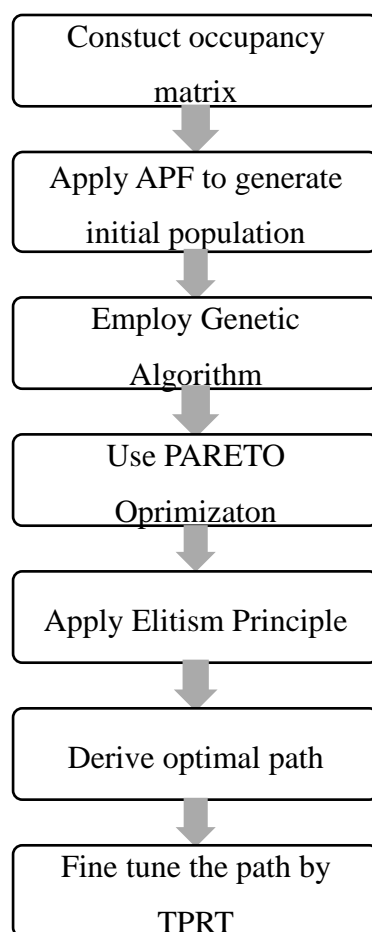 Constuct occupancy
matrix
Apply APF to generate
initial population
Employ Genetic
Algorithm
Use PARETO
Oprimizaton
Apply Elitism Principle
Derive optimal path
Fine tune the path by
TPRT